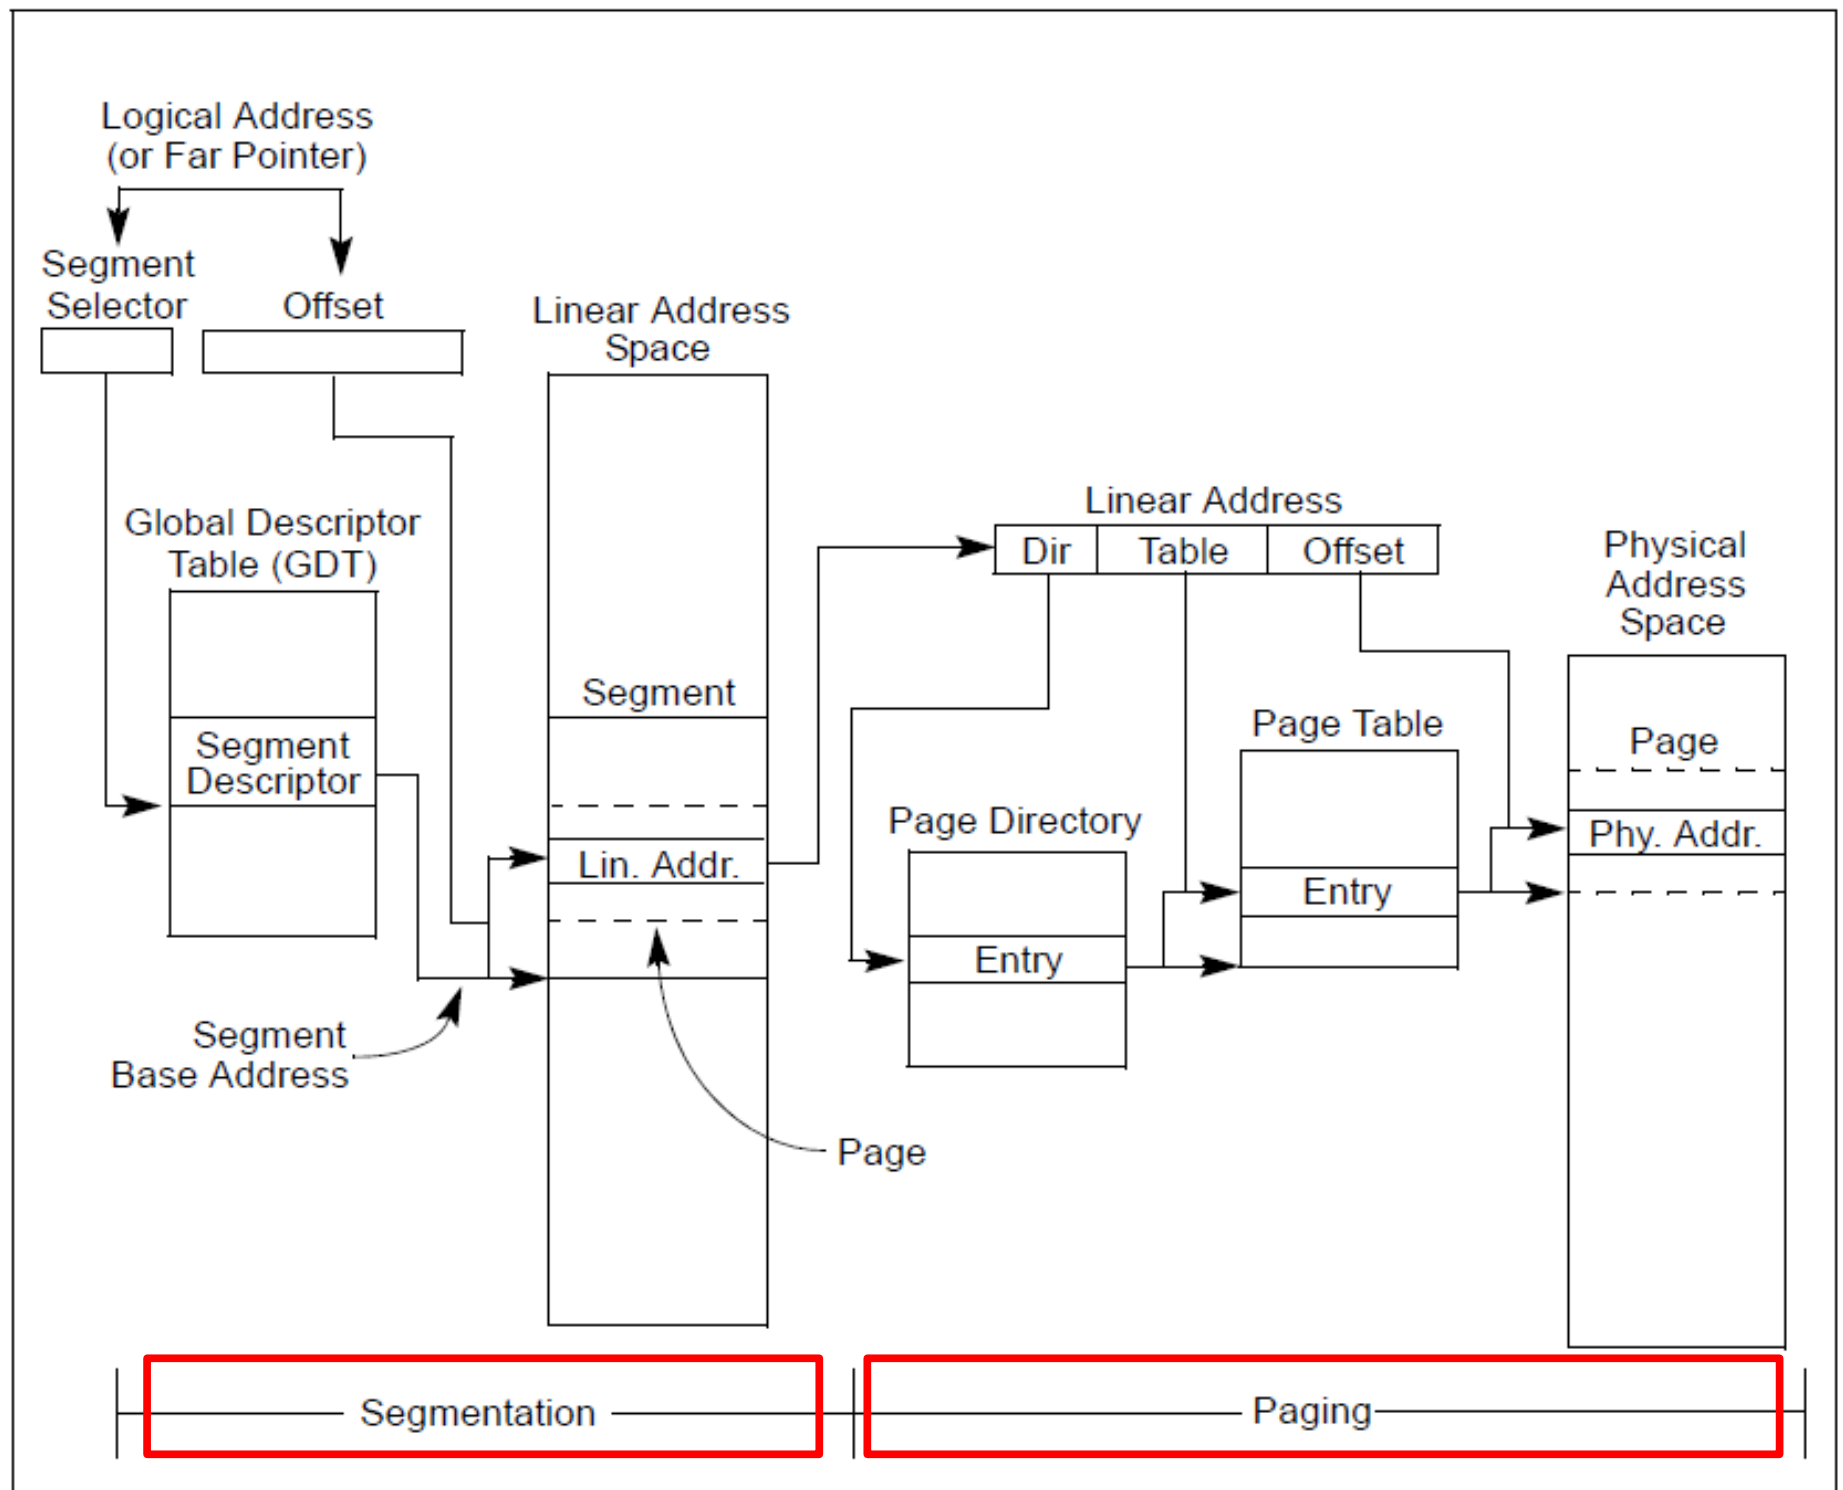 Logical Address
(or Far Pointer)
Segment
Selector
Offset
Linear Address
Space
Global Descriptor
Table (GDT)
Linear Address
Dir
Table
Offset
Physical
Address
Space
Segment
Segment
Descriptor
Page Table
Page
Page Directory
Phy. Addr.
Lin. Addr.
Entry
Entry
Segment
Base Address
Page
Segmentation
Paging